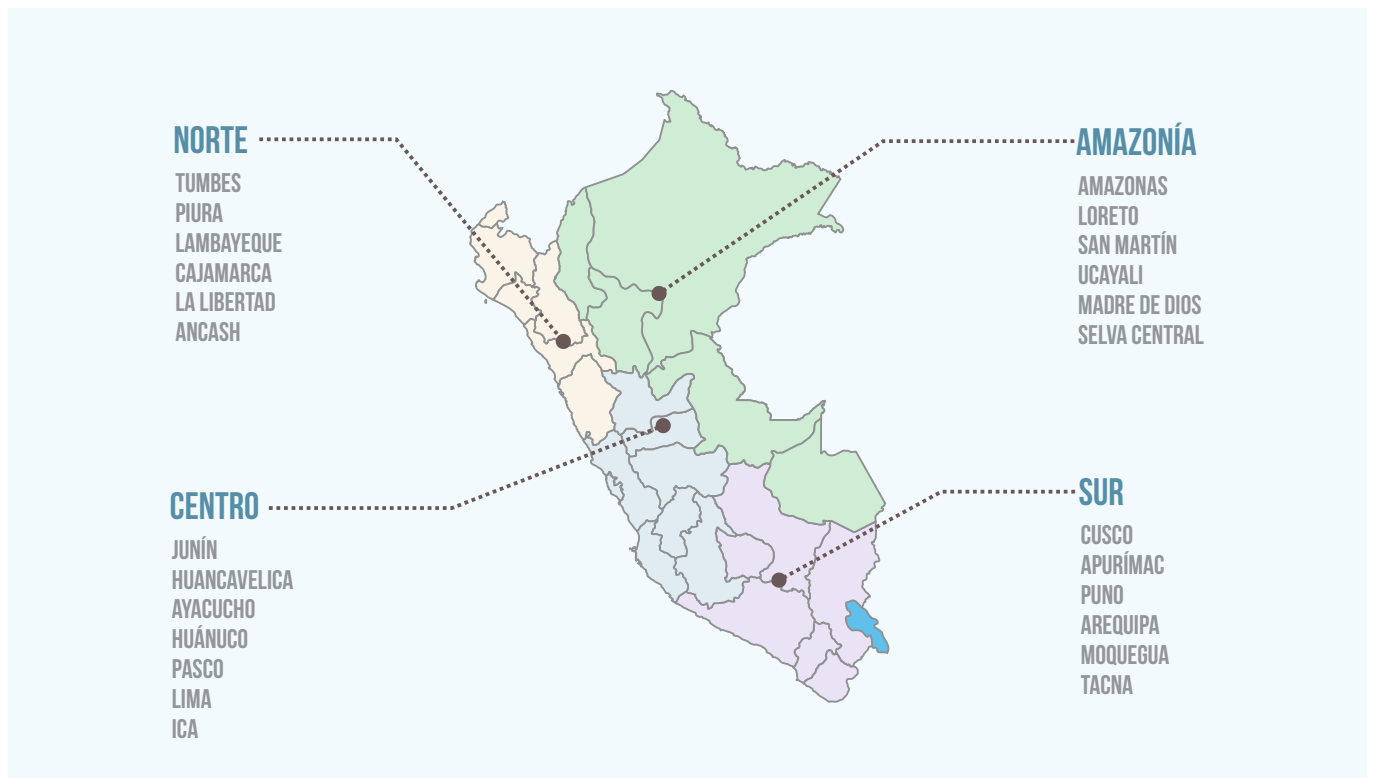 NORTE
TUMBES
PIURA
LAMBAYEQUE
CAJAMARCA
LA LIBERTAD
ANCASH
AMAZONÍA
AMAZONAS
LORETO
SAN MARTÍN
UCAYALI
MADRE DE DIOS
SELVA CENTRAL
CENTRO
JUNÍN
HUANCAVELICA
AYACUCHO
HUÁNUCO
PASCO
LIMA
ICA
SUR
CUSCO
APURÍMAC
PUNO
AREQUIPA
MOQUEGUA
TACNA